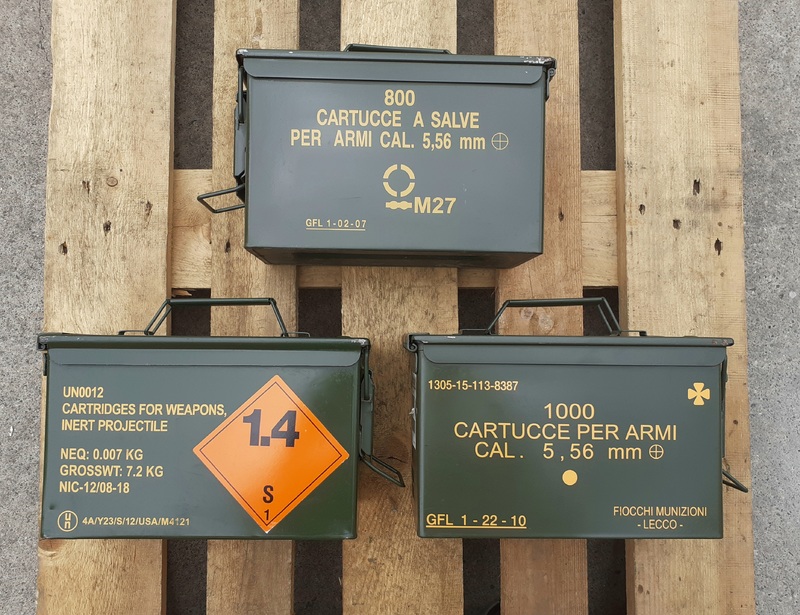 800
CARTUCCE A SALVE
PER ARMI CAL. 5,56 mm
M27
GFL 1-02-07
UN0012
CARTRIDGES FOR WEAPONS,
INERT PROJECTILE
NEQ: 0.007 KG
GROSSWT: 7.2 KG
NIC-12/08-18
un 4A/Y23/S/12/USA/M4121
1.4
S
1
1305-15-113-8387
1000
CARTUCCE PER ARMI
CAL. 5,56 mm
GFL 1-22-10
FIOCCHI MUNIZIONI
- LECCO -